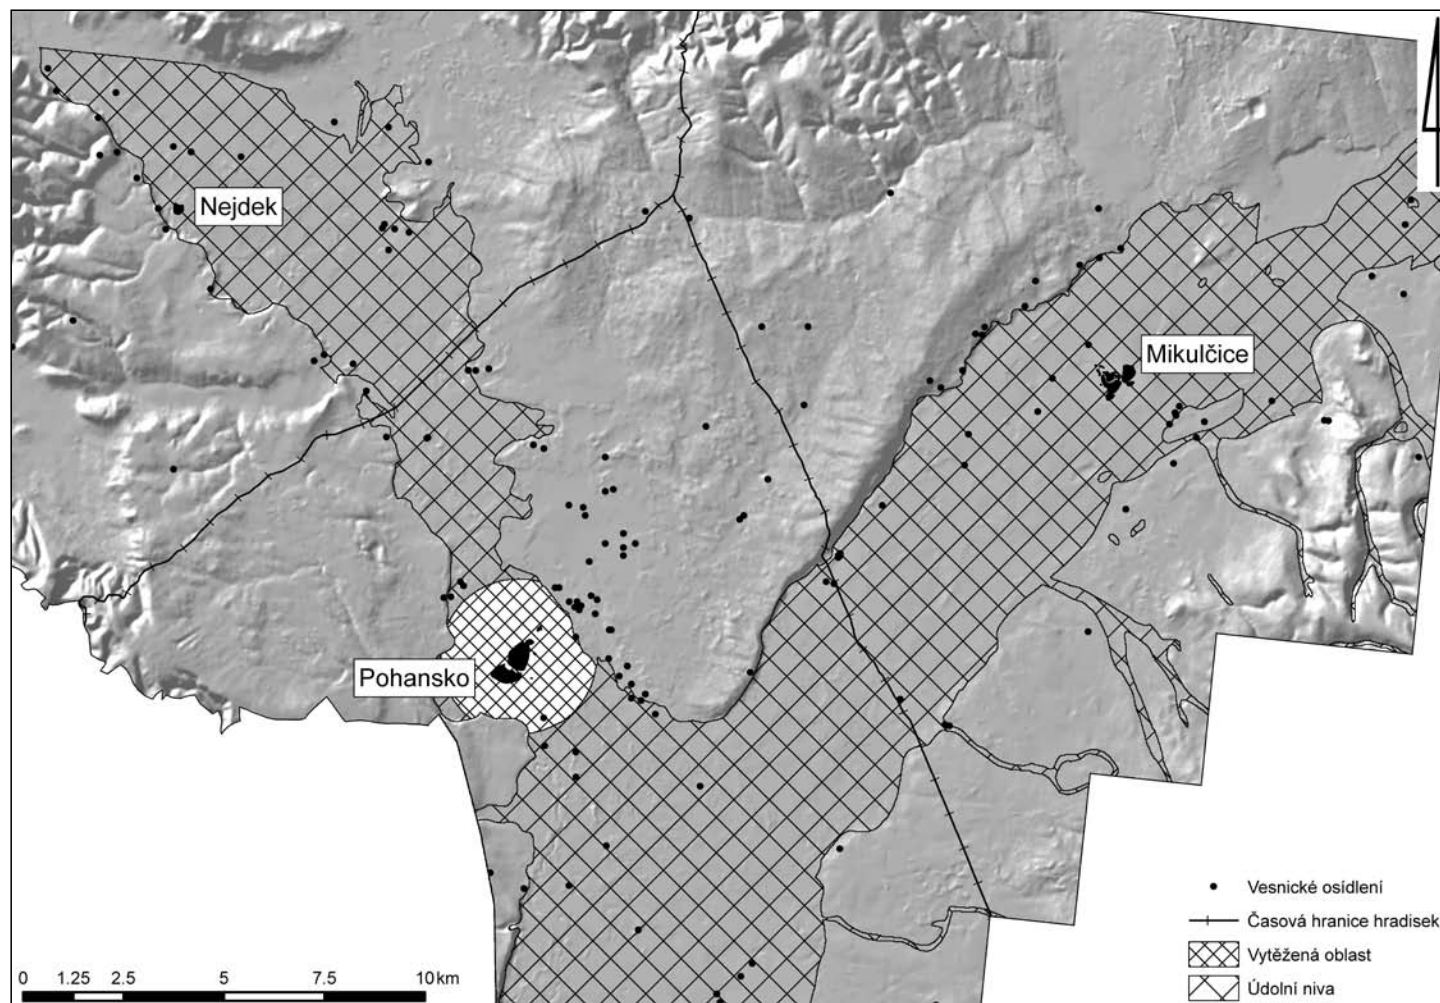 Nejdek
Mikulčice
Pohansko
Vesnické osídlení
Časová hranice hradisek
Vytěžená oblast
Údolní niva
0 1.25 2.5 5 7.5 10 km